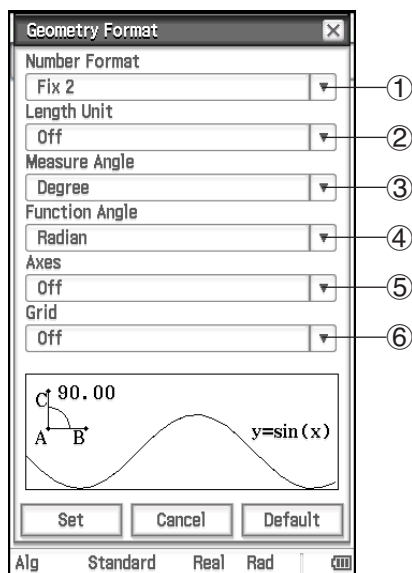 Geometry Format
Number Format
Fix 2
①
Length Unit
Off
②
Measure Angle
Degree
③
Function Angle
Radian
④
Axes
Off
⑤
Grid
Off
⑥
C 90.00
A B
y=sin(x)
Set Cancel Default
Alg Standard Real Rad